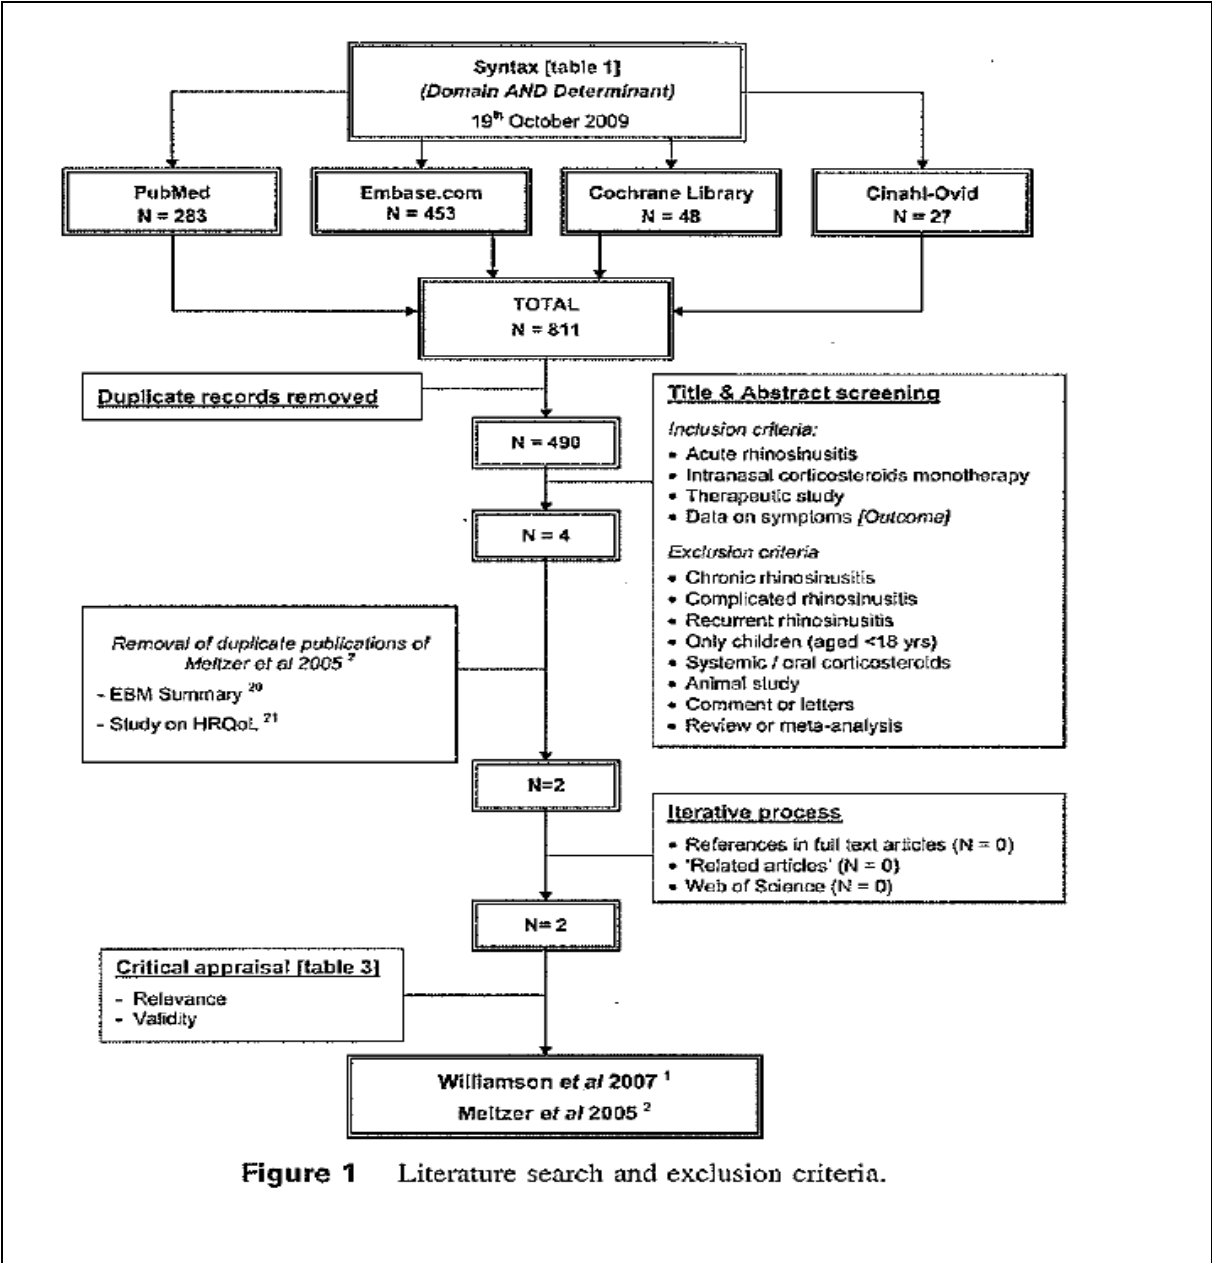 Syntax [table 1]
(Domain AND Determinant)
19th October 2009
PubMed
N = 283
Embase.com
N = 453
Cochrane Library
N = 48
Cinahl-Ovid
N = 27
TOTAL
N = 811
Duplicate records removed
N = 490
Title & Abstract screening
Inclusion criteria:
• Acute rhinosinusitis
• Intranasal corticosteroids monotherapy
• Therapeutic study
• Data on symptoms [Outcome]
Exclusion criteria
• Chronic rhinosinusitis
• Complicated rhinosinusitis
• Recurrent rhinosinusitis
• Only children (aged <18 yrs)
• Systemic / oral corticosteroids
• Animal study
• Comment or letters
• Review or meta-analysis
N = 4
Removal of duplicate publications of
Meltzer et al 2005 2
- EBM Summary 20
- Study on HRQoL 21
N=2
Iterative process
• References in full text articles (N = 0)
• 'Related articles' (N = 0)
• Web of Science (N = 0)
N= 2
Critical appraisal [table 3]
- Relevance
- Validity
Williamson et al 2007 1
Meltzer et al 2005 2
Figure 1 Literature search and exclusion criteria.